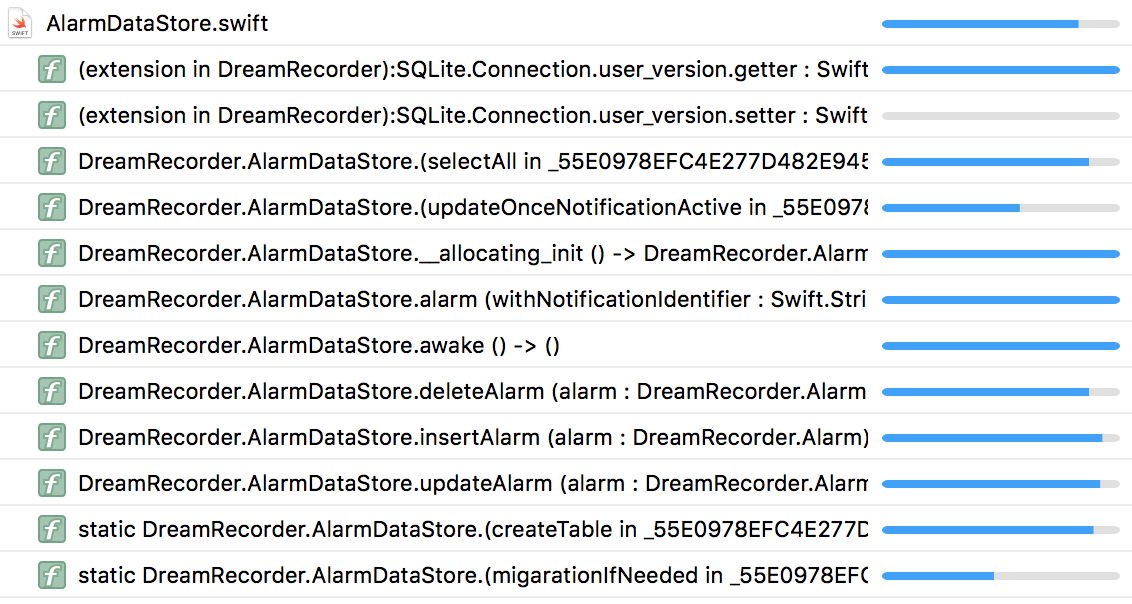 AlarmDataStore.swift
(extension in DreamRecorder):SQLite.Connection.user_version.getter : Swift
(extension in DreamRecorder):SQLite.Connection.user_version.setter : Swift
DreamRecorder.AlarmDataStore.(selectAll in _55E0978EFC4E277D482E945
DreamRecorder.AlarmDataStore.(updateOnceNotificationActive in _55E0978
DreamRecorder.AlarmDataStore.__allocating_init () -> DreamRecorder.Alarm
DreamRecorder.AlarmDataStore.alarm (withNotificationIdentifier : Swift.Stri
DreamRecorder.AlarmDataStore.awake () -> ()
DreamRecorder.AlarmDataStore.deleteAlarm (alarm : DreamRecorder.Alarm
DreamRecorder.AlarmDataStore.insertAlarm (alarm : DreamRecorder.Alarm)
DreamRecorder.AlarmDataStore.updateAlarm (alarm : DreamRecorder.Alarm
static DreamRecorder.AlarmDataStore.(createTable in _55E0978EFC4E277D
static DreamRecorder.AlarmDataStore.(migarationIfNeeded in _55E0978EFC